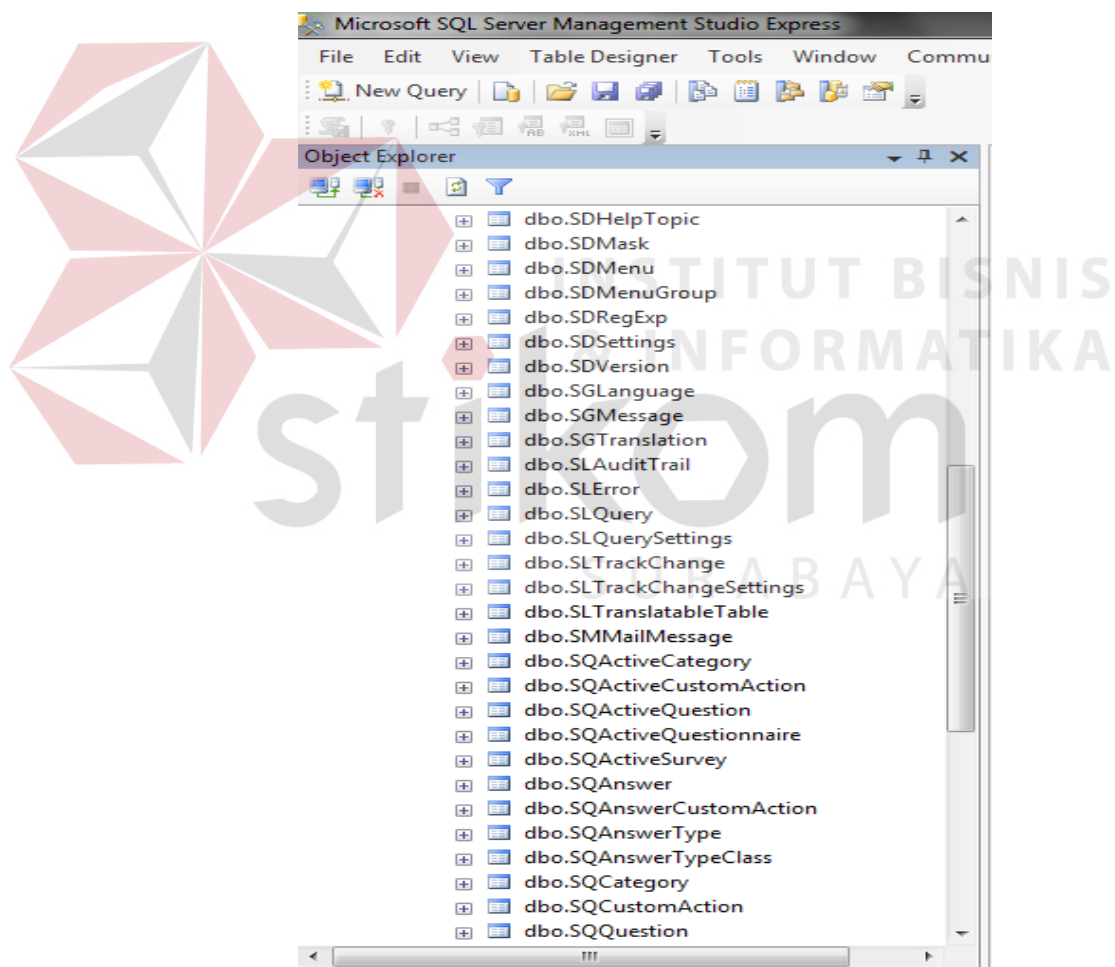 Microsoft SQL Server Management Studio Express
File Edit View Table Designer Tools Window Commu
New Query
Object Explorer
dbo.SDHelpTopic
dbo.SDMask
dbo.SDMenu
dbo.SDMenuGroup
dbo.SDRegExp
dbo.SDSettings
dbo.SDVersion
dbo.SGLanguage
dbo.SGMessage
dbo.SGTranslation
dbo.SLAuditTrail
dbo.SLError
dbo.SLQuery
dbo.SLQuerySettings
dbo.SLTrackChange
dbo.SLTrackChangeSettings
dbo.SLTranslatableTable
dbo.SMMailMessage
dbo.SQActiveCategory
dbo.SQActiveCustomAction
dbo.SQActiveQuestion
dbo.SQActiveQuestionnaire
dbo.SQActiveSurvey
dbo.SQAnswer
dbo.SQAnswerCustomAction
dbo.SQAnswerType
dbo.SQAnswerTypeClass
dbo.SQCategory
dbo.SQCustomAction
dbo.SQQuestion
INSTITUT BISNIS
& INFORMATIKA
stikom
SURABAYA